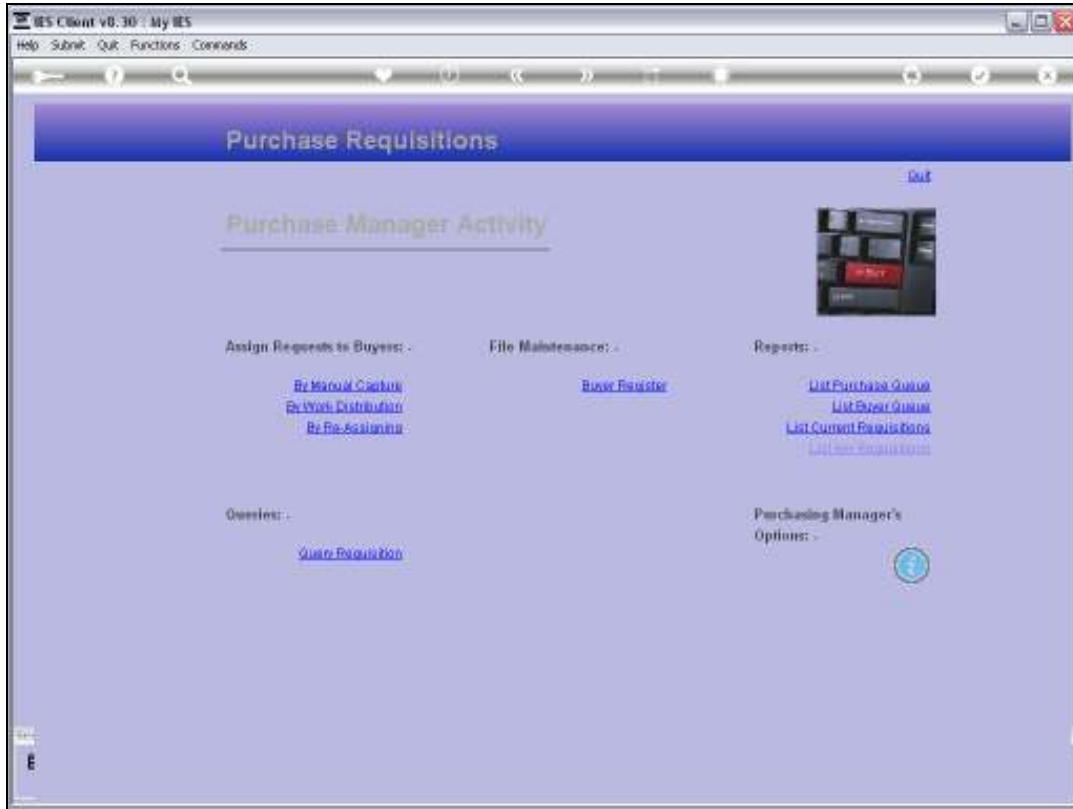 IES Client v8.30 : My IES
Help Submit Quit Functions Commands
Purchase Requisitions
Quit
Purchase Manager Activity
Assign Requests to Buyers: -
File Maintenance: -
Reports: -
By Manual Capture
Buyer Register
List Purchase Queue
By Work Distribution
List Buyer Queue
By Re-Assigning
List Current Requisitions
Queries: -
Purchasing Manager's
Options: -
Query Requisition